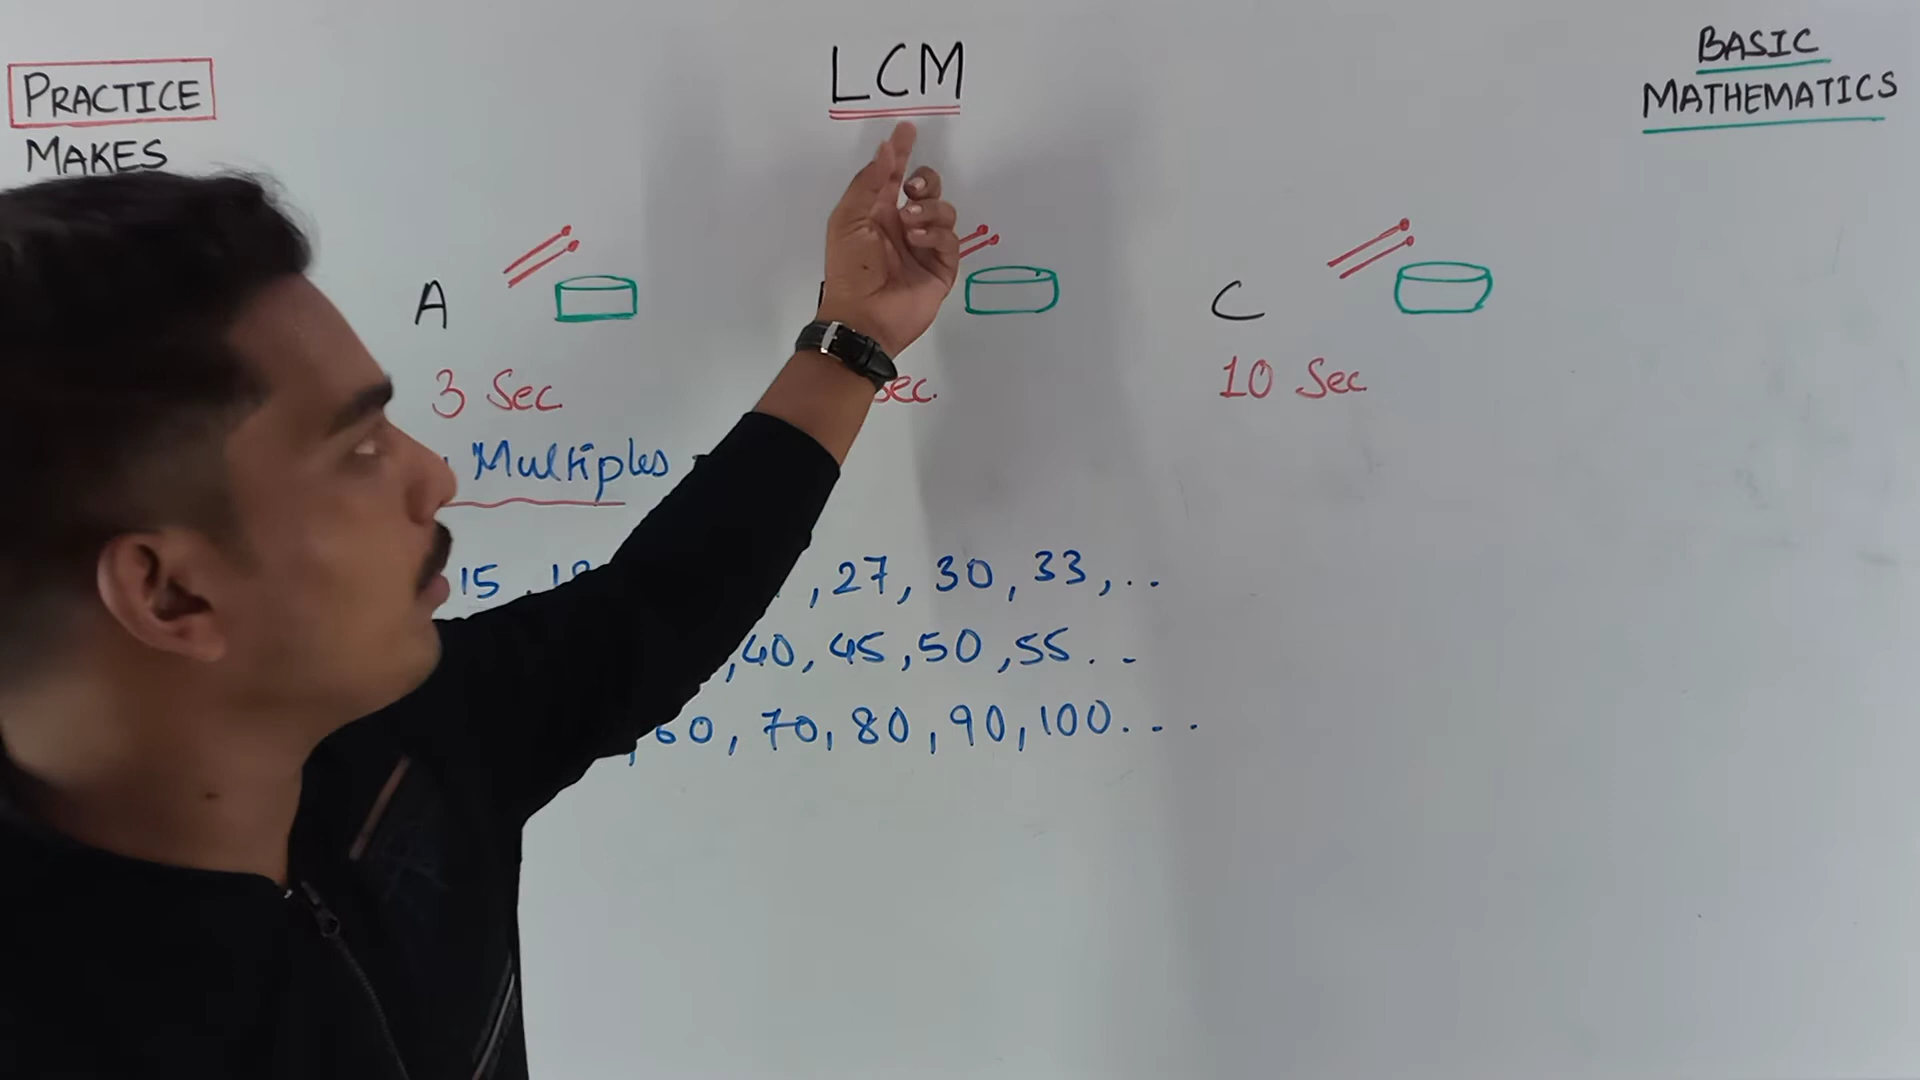 LCM
BASIC
MATHEMATICS
PRACTICE
MAKES
A
C
3 Sec
Sec.
10 Sec
Multiples
15, 18, 27, 30, 33, . .
, 40, 45, 50, 55 . .
60, 70, 80, 90, 100 . . .